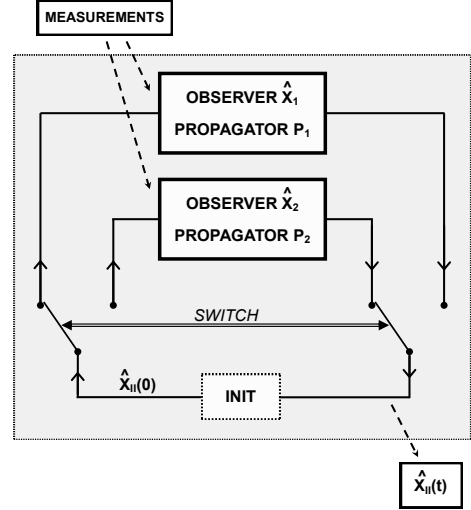 MEASUREMENTS
OBSERVER X̂₁
PROPAGATOR P₁
OBSERVER X̂₂
PROPAGATOR P₂
SWITCH
X̂ᵢᵢ(0)
INIT
X̂ᵢᵢ(t)